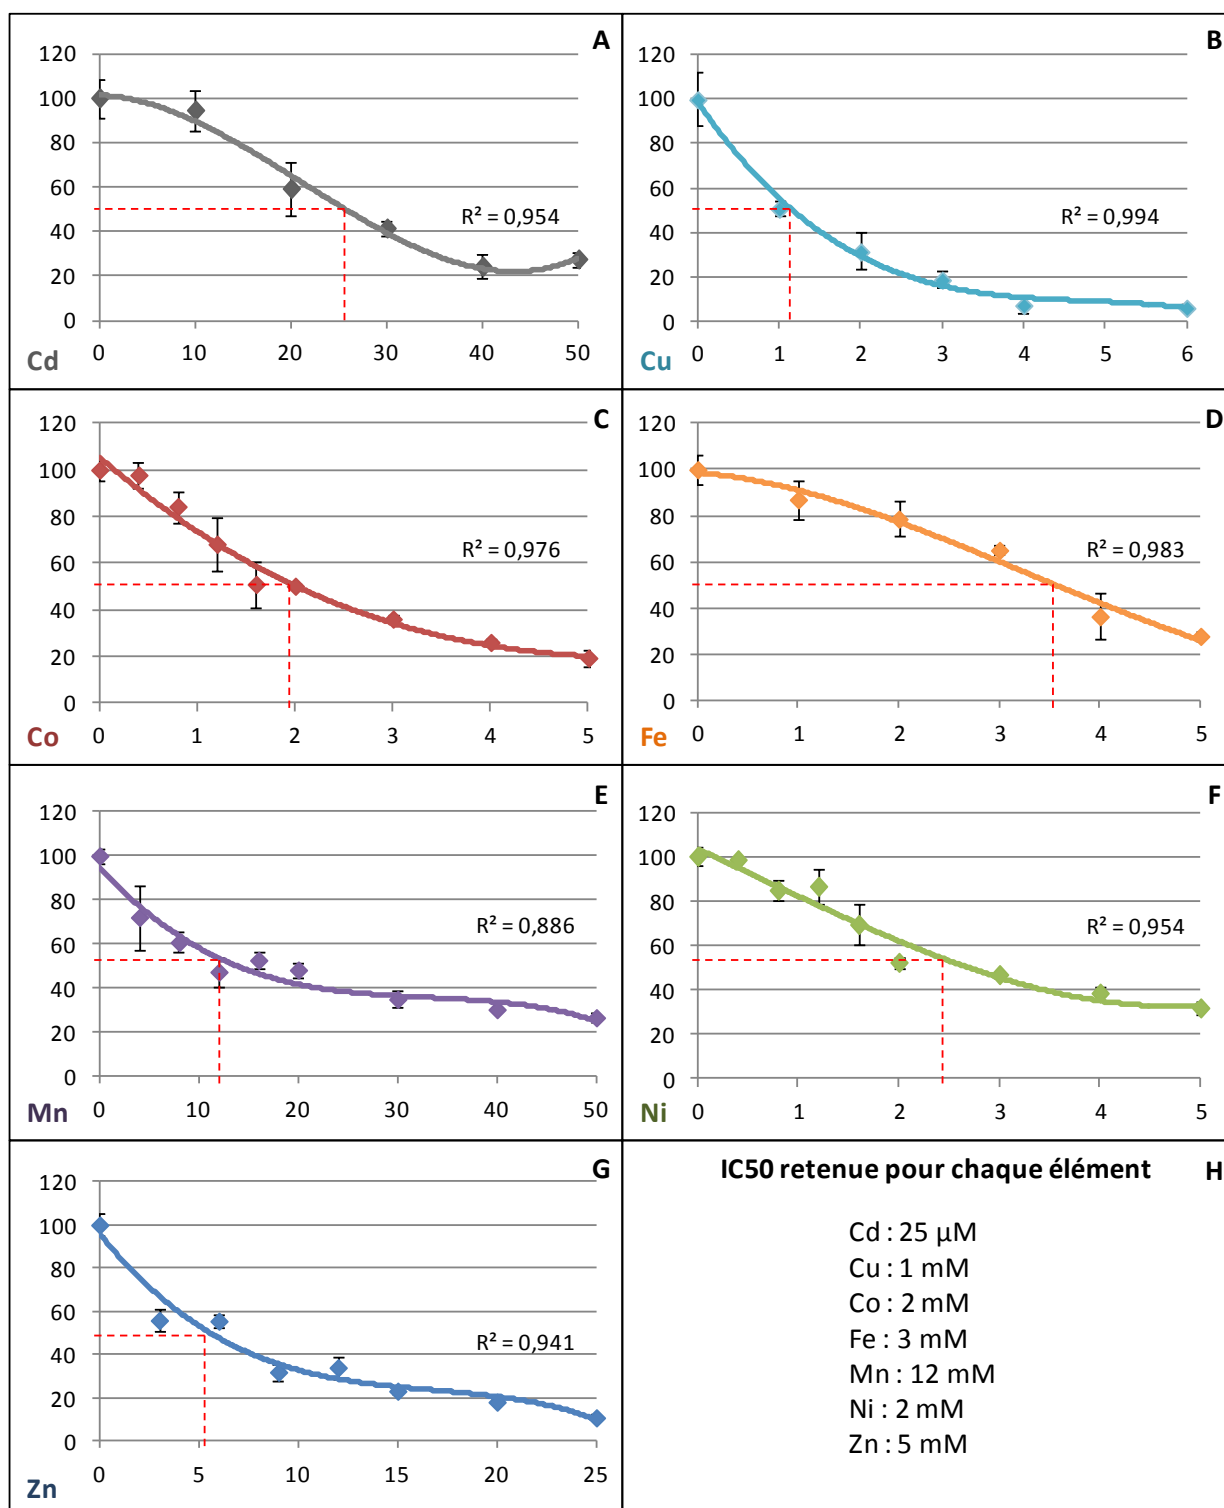 A
120
100
80
60
40
20
0
R² = 0,954
0 10 20 30 40 50
Cd
B
120
100
80
60
40
20
0
R² = 0,994
0 1 2 3 4 5 6
Cu
C
120
100
80
60
40
20
0
R² = 0,976
0 1 2 3 4 5
Co
D
120
100
80
60
40
20
0
R² = 0,983
0 1 2 3 4 5
Fe
E
120
100
80
60
40
20
0
R² = 0,886
0 10 20 30 40 50
Mn
F
120
100
80
60
40
20
0
R² = 0,954
0 1 2 3 4 5
Ni
G
120
100
80
60
40
20
0
R² = 0,941
0 5 10 15 20 25
Zn
IC50 retenue pour chaque élément H
Cd : 25 µM
Cu : 1 mM
Co : 2 mM
Fe : 3 mM
Mn : 12 mM
Ni : 2 mM
Zn : 5 mM